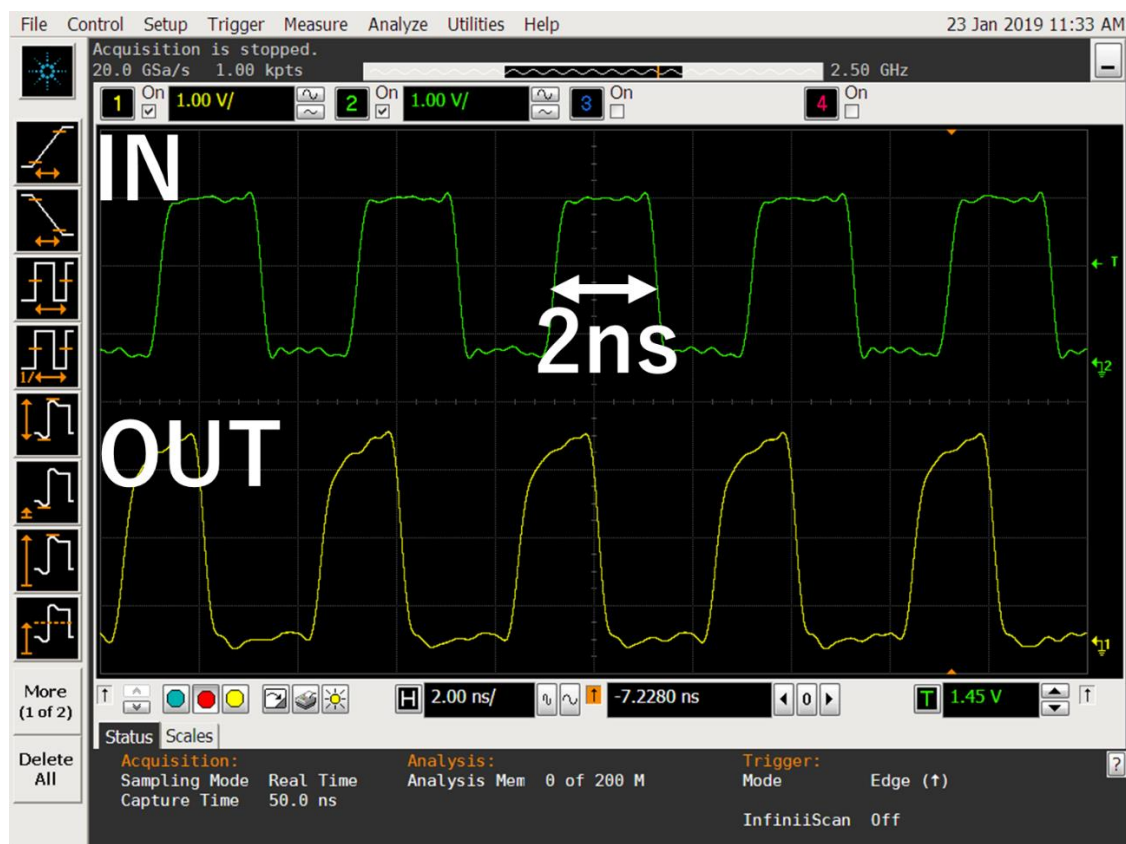 File Control Setup Trigger Measure Analyze Utilities Help 23 Jan 2019 11:33 AM
Acquisition is stopped.
20.0 GSa/s 1.00 kpts 2.50 GHz
1 On 1.00 V/ 2 On 1.00 V/ 3 On 4 On
IN
T
2ns
2
OUT
1/
1
More
(1 of 2)
H 2.00 ns/ -7.2280 ns 0 T 1.45 V
Status Scales
Delete
All
Acquisition: Analysis: Trigger:
Sampling Mode Real Time Analysis Mem 0 of 200 M Mode Edge (↑)
Capture Time 50.0 ns
InfiniiScan Off
?